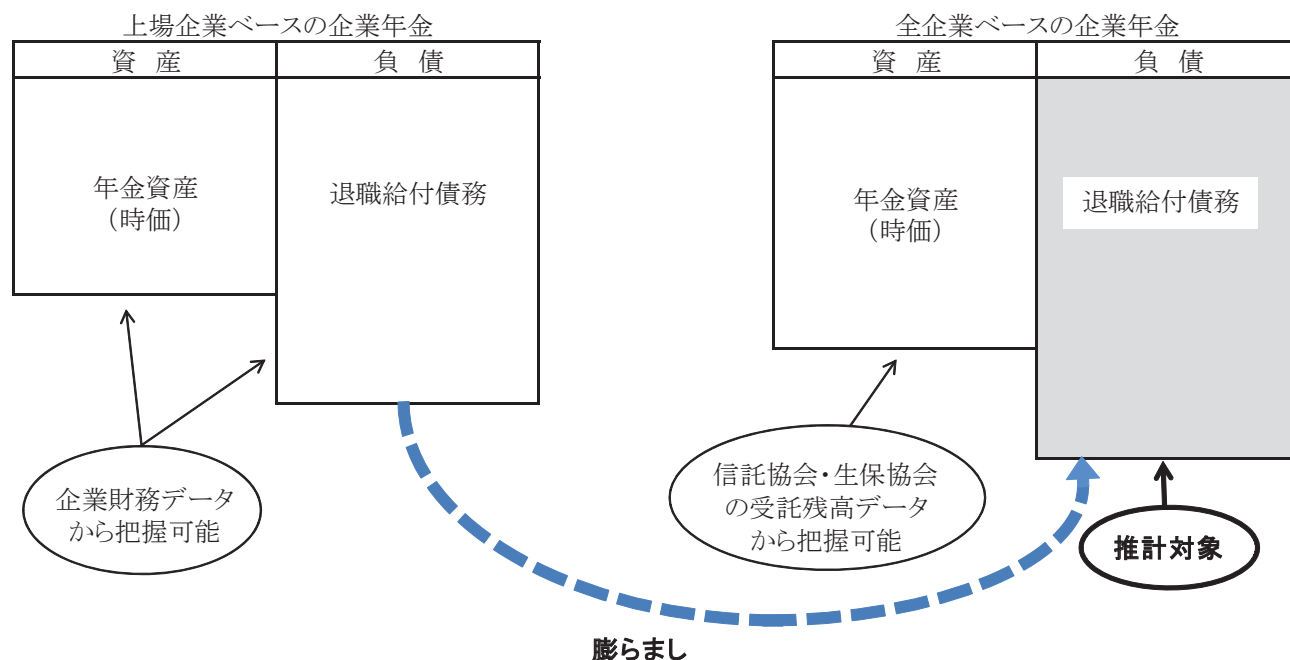 上場企業ベースの企業年金
資 産
負 債
年金資産
（時価）
退職給付債務
企業財務データ
から把握可能
全企業ベースの企業年金
資 産
負 債
年金資産
（時価）
退職給付債務
信託協会・生保協会
の受託残高データ
から把握可能
推計対象
膨らまし